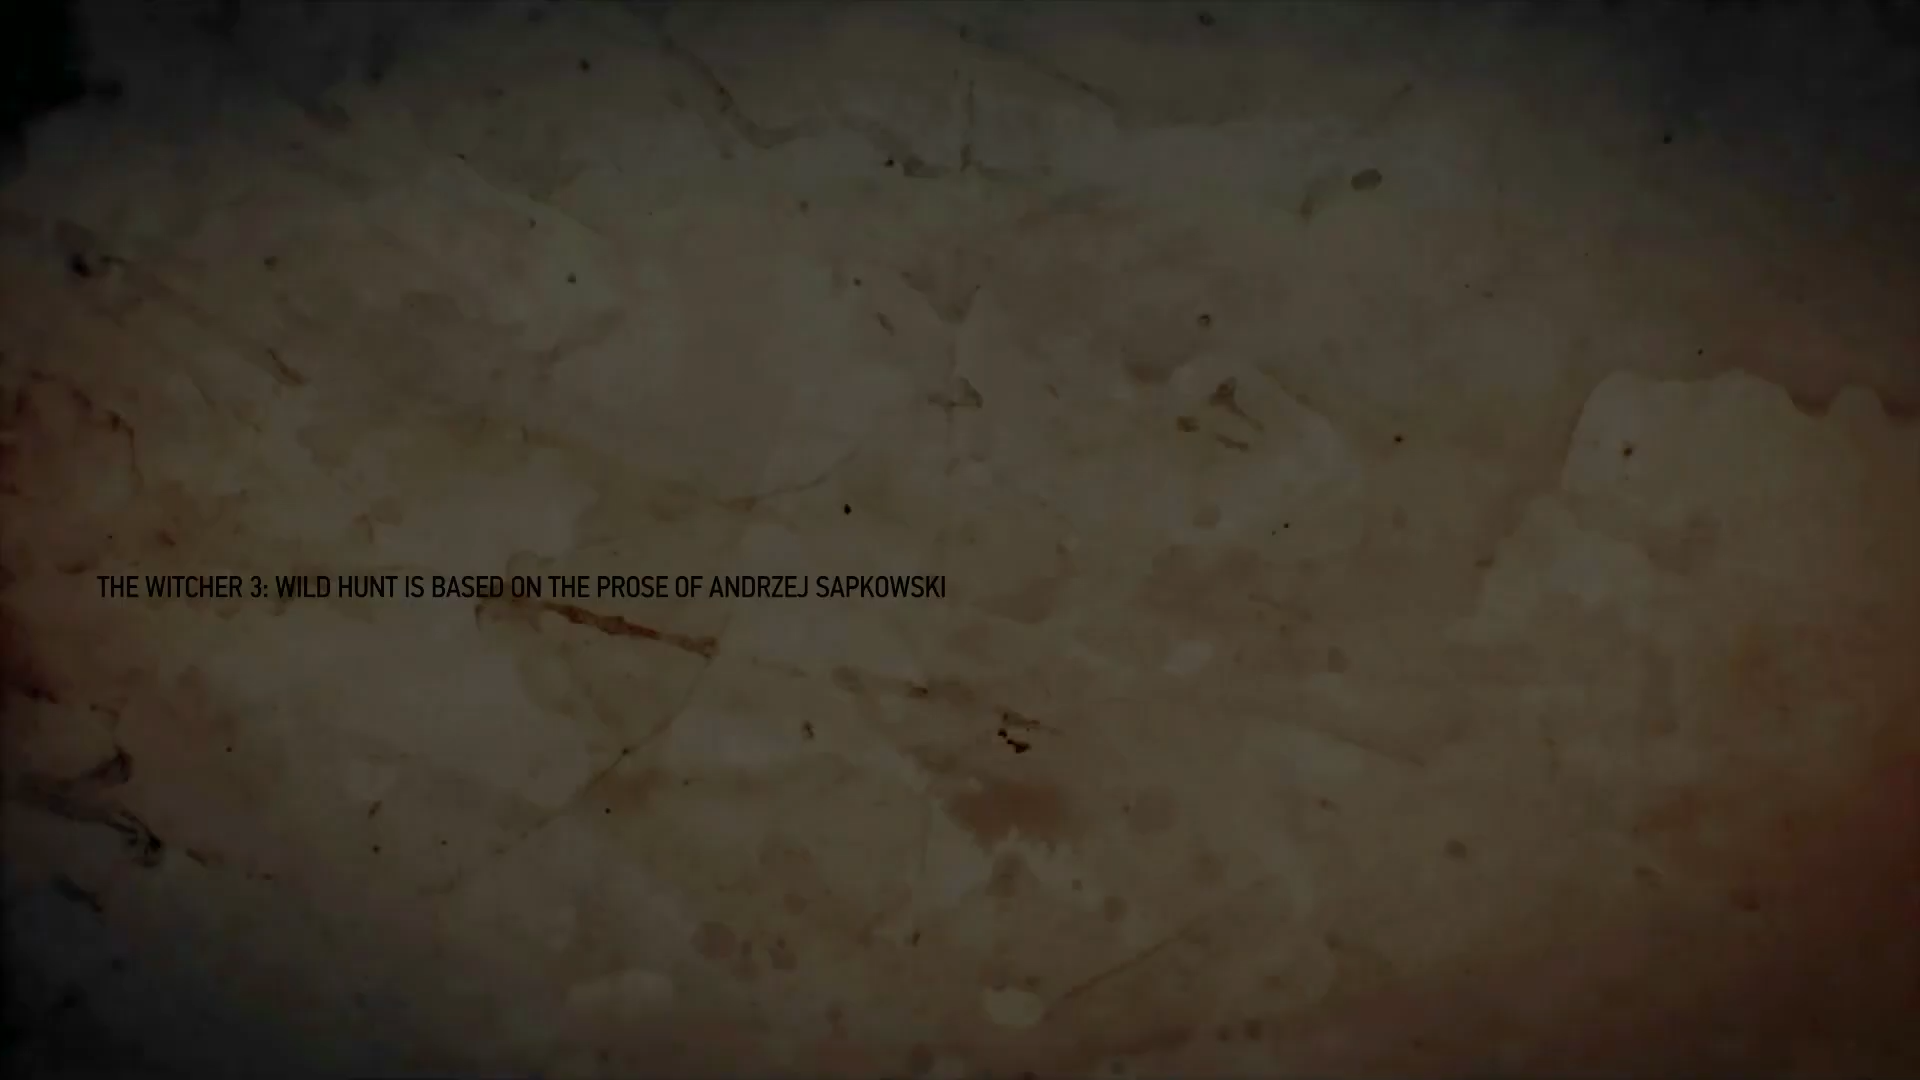 THE WITCHER 3: WILD HUNT IS BASED ON THE PROSE OF ANDRZEJ SAPKOWSKI